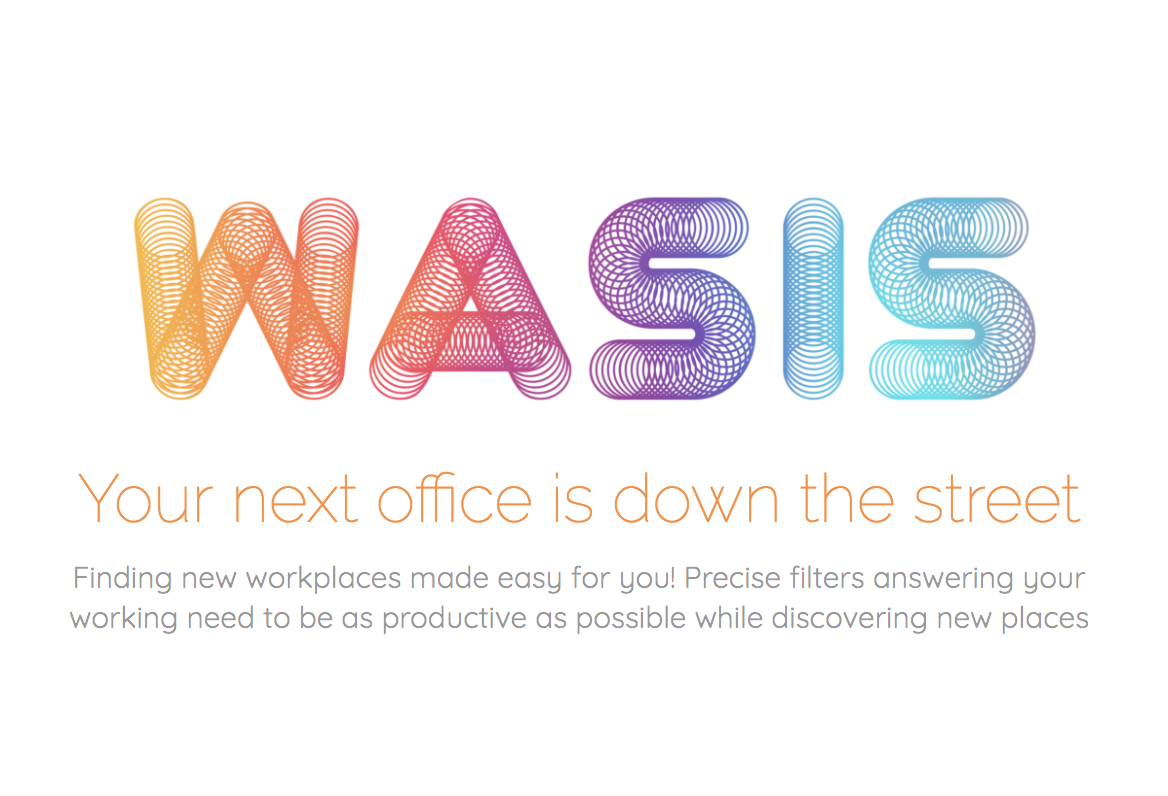 WASIS
Your next office is down the street
Finding new workplaces made easy for you! Precise filters answering your
working need to be as productive as possible while discovering new places